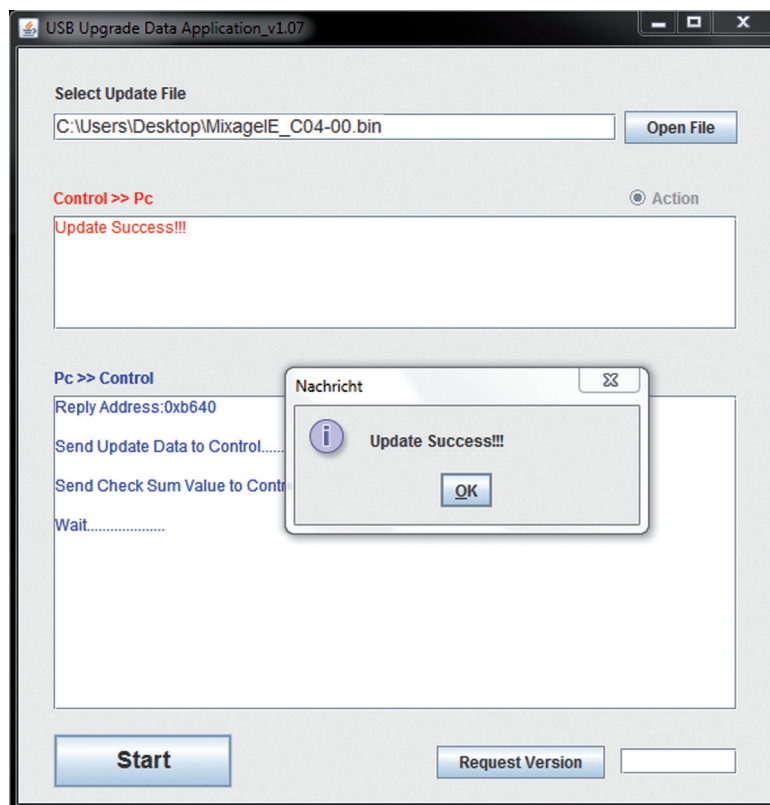 USB Upgrade Data Application_v1.07
Select Update File
C:\Users\Desktop\MixageIE_C04-00.bin
Open File
Control >> Pc
Action
Update Success!!!
Pc >> Control
Reply Address:0xb640
Send Update Data to Control......
Send Check Sum Value to Contr
Wait....................
Nachricht
Update Success!!!
OK
Start
Request Version